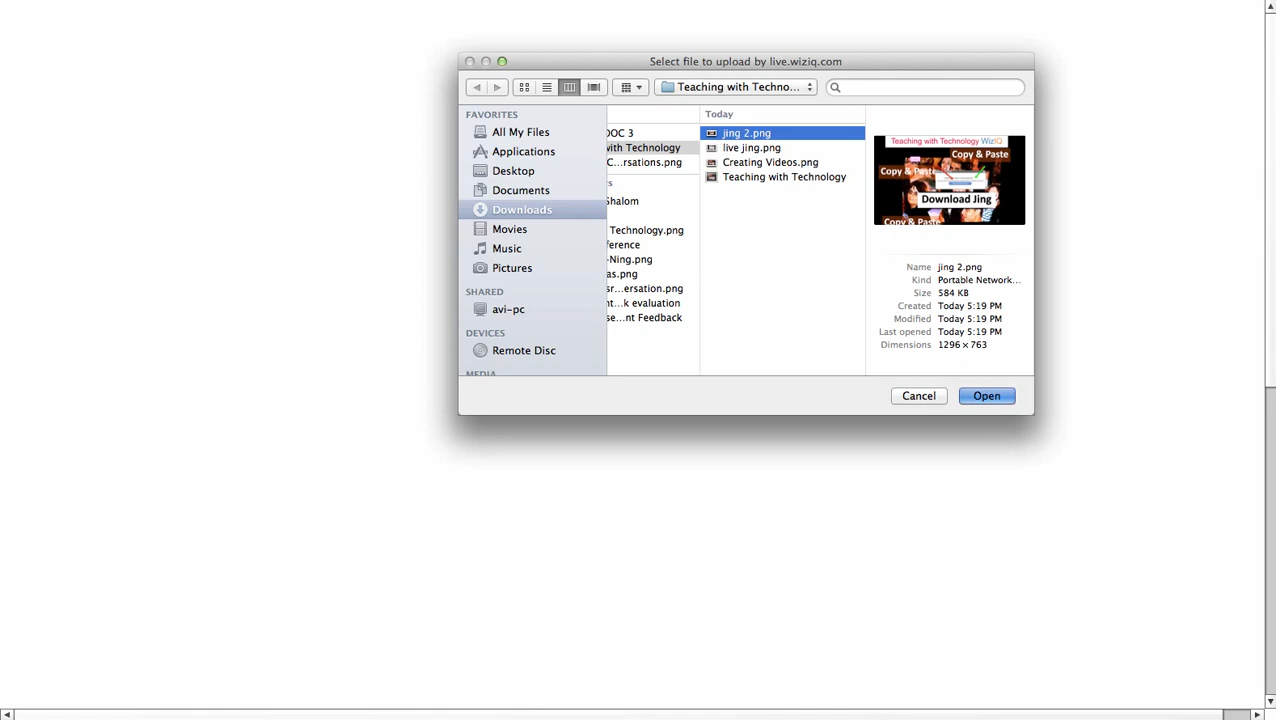 Select file to upload by live.wiziq.com
Teaching with Techno...
FAVORITES
All My Files
Applications
Desktop
Documents
Downloads
Movies
Music
Pictures
SHARED
avi-pc
DEVICES
Remote Disc
MEDIA
OC 3
with Technology
C...rsations.png
s
Shalom
Technology.png
ference
-Ning.png
as.png
sr...ersation.png
nt...k evaluation
se...nt Feedback
Today
jing 2.png
live jing.png
Creating Videos.png
Teaching with Technology
Teaching with Technology WizIQ
Copy & Paste
Copy & Paste
Download Jing
Copy & Paste
Name jing 2.png
Kind Portable Network...
Size 584 KB
Created Today 5:19 PM
Modified Today 5:19 PM
Last opened Today 5:19 PM
Dimensions 1296 × 763
Cancel
Open